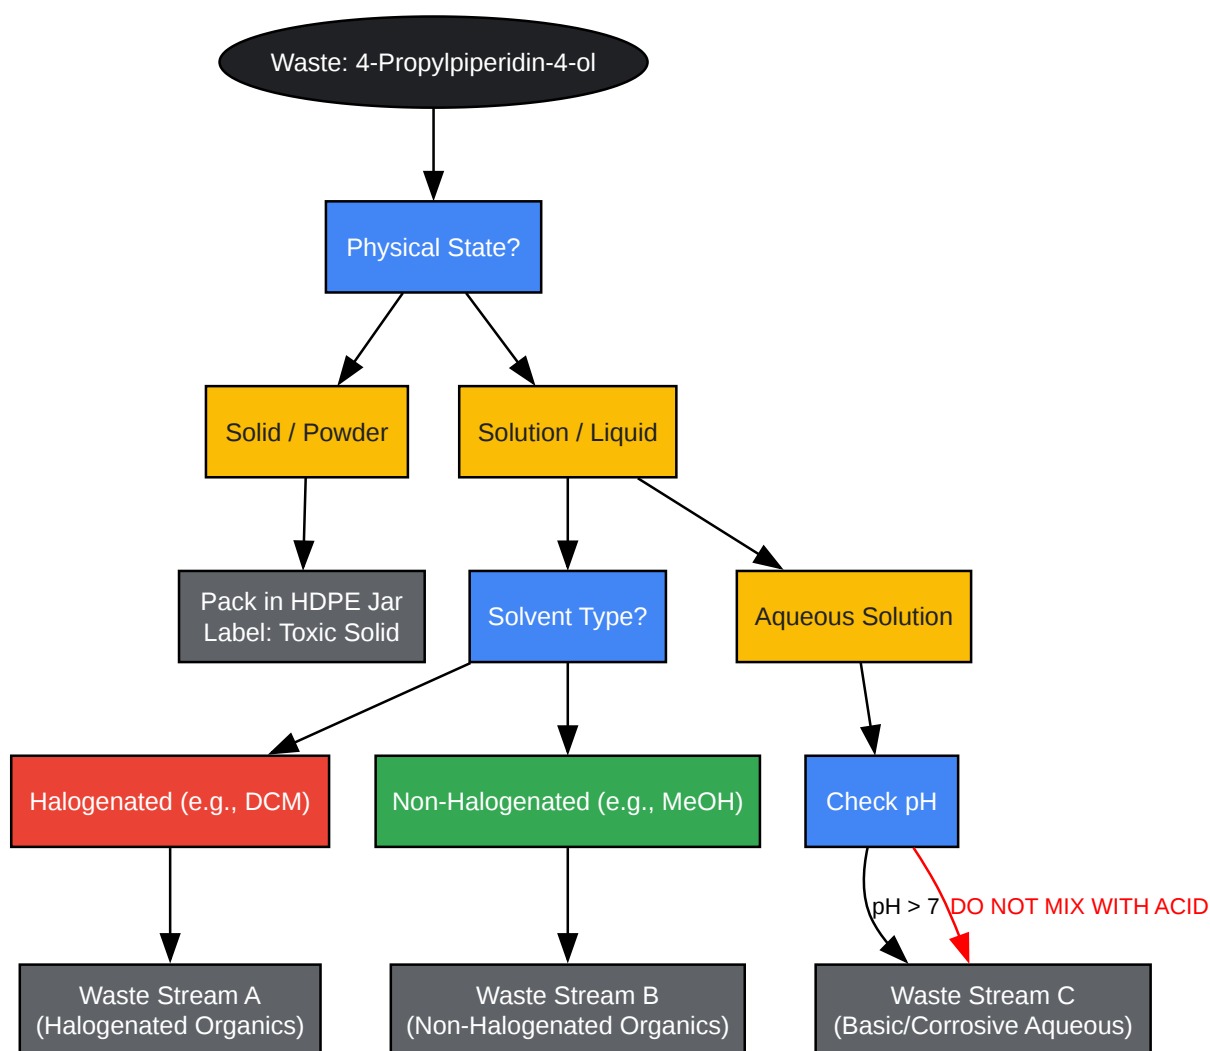 Waste: 4-Propylpiperidin-4-ol
Physical State?
Solid / Powder
Solution / Liquid
Pack in HDPE Jar
Label: Toxic Solid
Solvent Type?
Aqueous Solution
Halogenated (e.g., DCM)
Non-Halogenated (e.g., MeOH)
Check pH
pH > 7
DO NOT MIX WITH ACID
Waste Stream A
(Halogenated Organics)
Waste Stream B
(Non-Halogenated Organics)
Waste Stream C
(Basic/Corrosive Aqueous)